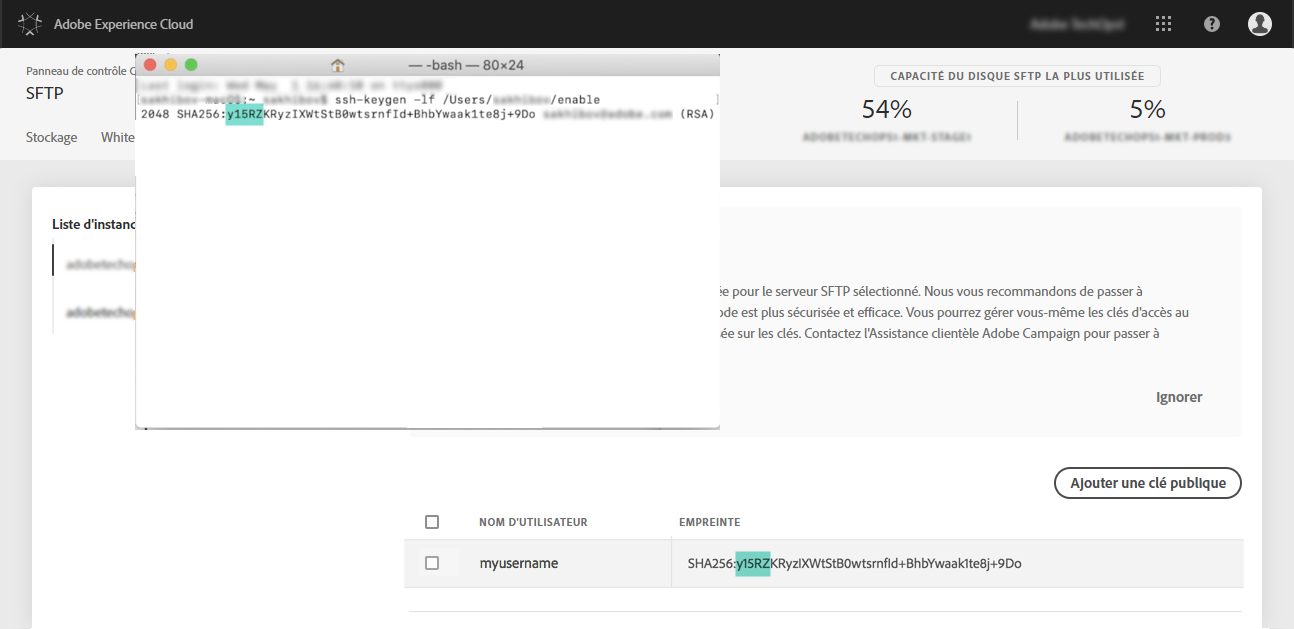 Adobe Experience Cloud
Panneau de contrôle
SFTP
Stockage White
CAPACITÉ DU DISQUE SFTP LA PLUS UTILISÉE
54%
5%
— -bash — 80×24
ssh-keygen -lf /Users/ /enable
2048 SHA256:y15RZKRyzIXWtStB0wtsrnfId+BhbYwaak1te8j+9Do (RSA)
Liste d'instanc
ée pour le serveur SFTP sélectionné. Nous vous recommandons de passer à
ode est plus sécurisée et efficace. Vous pourrez gérer vous-même les clés d'accès au
sée sur les clés. Contactez l'Assistance clientèle Adobe Campaign pour passer à
Ignorer
Ajouter une clé publique
NOM D'UTILISATEUR EMPREINTE
myusername SHA256:y15RZKRyzIXWtStB0wtsrnfId+BhbYwaak1te8j+9Do